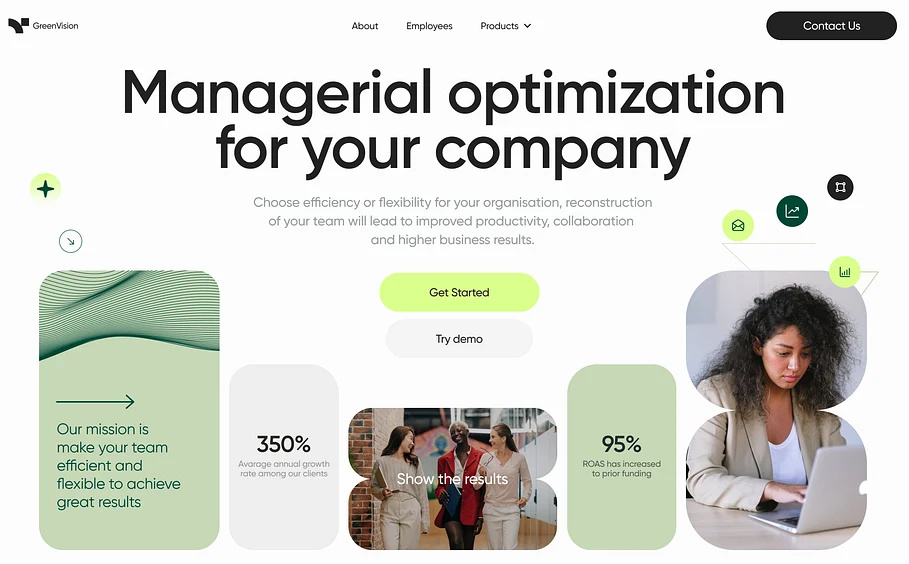 GreenVision
About
Employees
Products
Contact Us
Managerial optimization
for your company
Choose efficiency or flexibility for your organisation, reconstruction
of your team will lead to improved productivity, collaboration
and higher business results.
Get Started
Try demo
Our mission is
make your team
efficient and
flexible to achieve
great results
350%
Avarage annual growth
rate among our clients
Show the results
95%
ROAS has increased
to prior funding